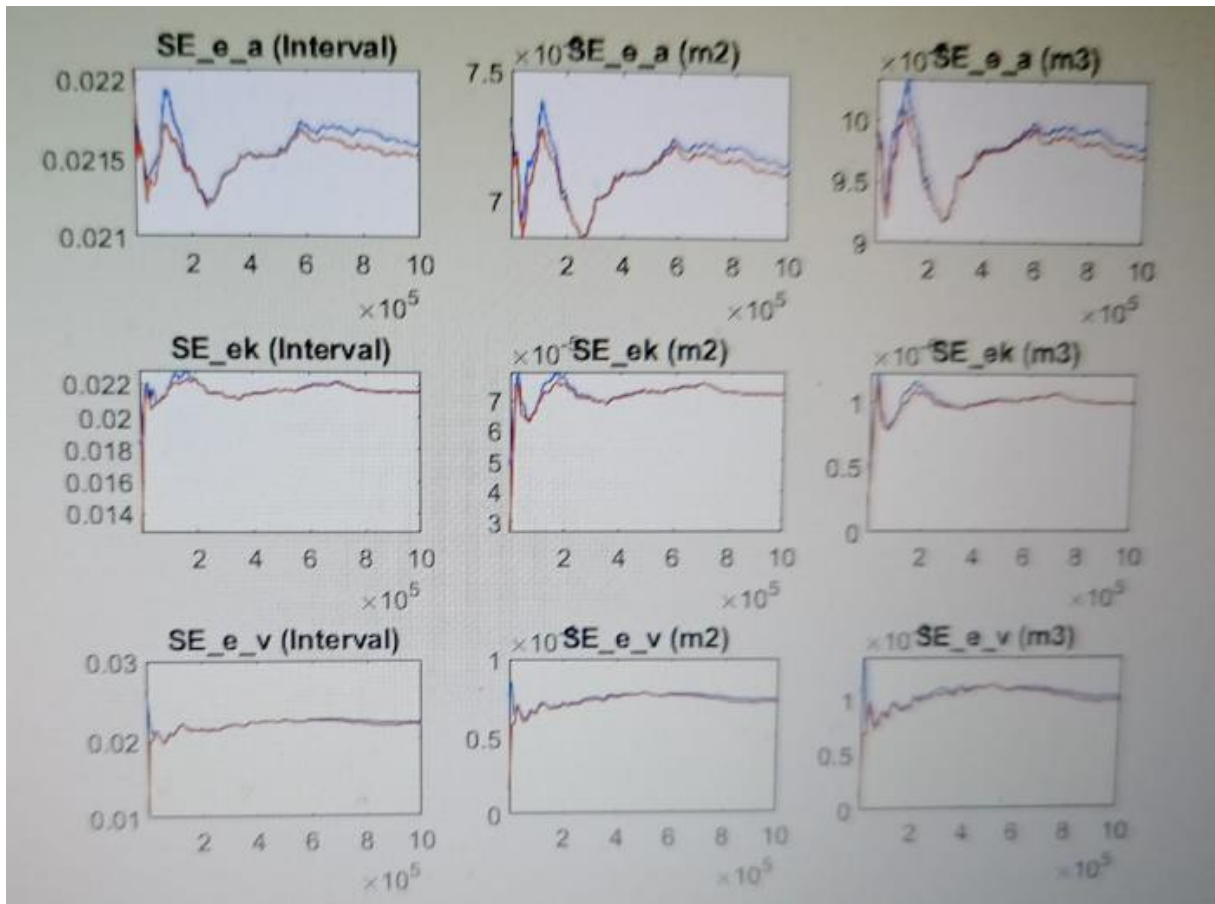 SE_e_a (Interval)
SE_e_a (m2)
SE_e_a (m3)
0.022
0.0215
0.021
2 4 6 8 10
×10⁵
7.5
7
2 4 6 8 10
×10⁵
10
9.5
9
2 4 6 8 10
×10⁵
SE_ek (Interval)
×10⁻⁵ SE_ek (m2)
SE_ek (m3)
0.022
0.02
0.018
0.016
0.014
2 4 6 8 10
×10⁵
7
6
5
4
3
2 4 6 8 10
×10⁵
1
0.5
0
2 4 6 8 10
×10⁵
SE_e_v (Interval)
SE_e_v (m2)
SE_e_v (m3)
0.03
0.02
0.01
2 4 6 8 10
×10⁵
1
0.5
0
2 4 6 8 10
×10⁵
1
0.5
0
2 4 6 8 10
×10⁵